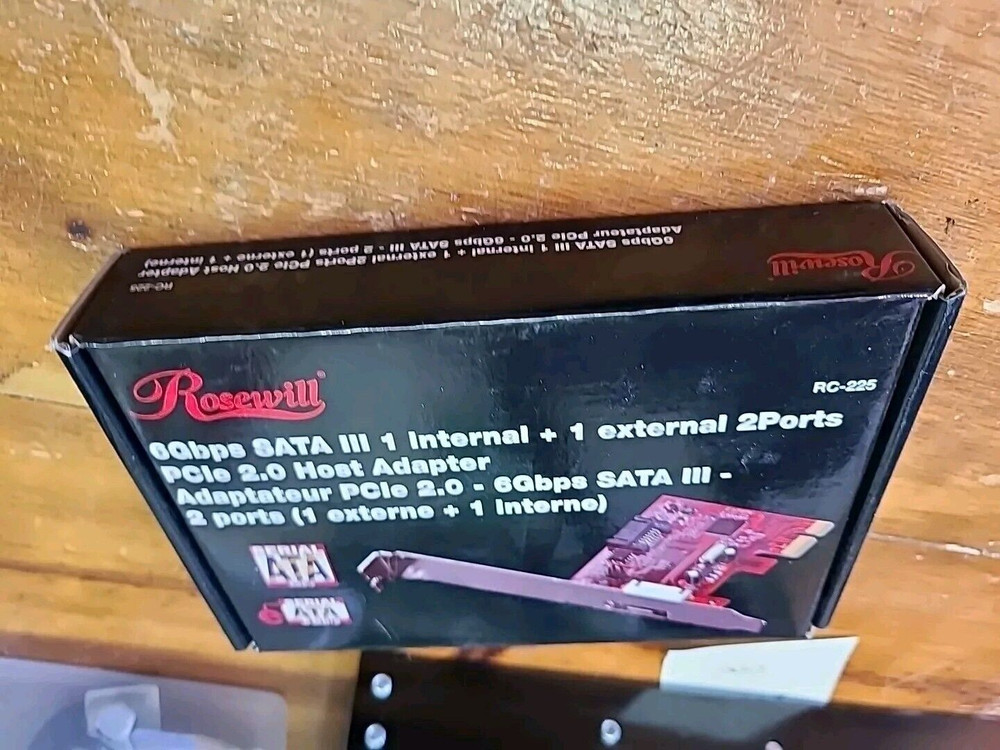 Rosewill
6Gbps SATA III 1 Internal + 1 external 2Ports PCIe 2.0 Host Adapter
Adaptateur PCIe 2.0 - 6Gbps SATA III - 2 ports (1 externe + 1 interne)
RC-225
Rosewill
RC-225
6Gbps SATA III 1 Internal + 1 external 2Ports
PCIe 2.0 Host Adapter
Adaptateur PCIe 2.0 - 6Gbps SATA III -
2 ports (1 externe + 1 interne)
SERIAL
ATA
6 SERIAL
ATA